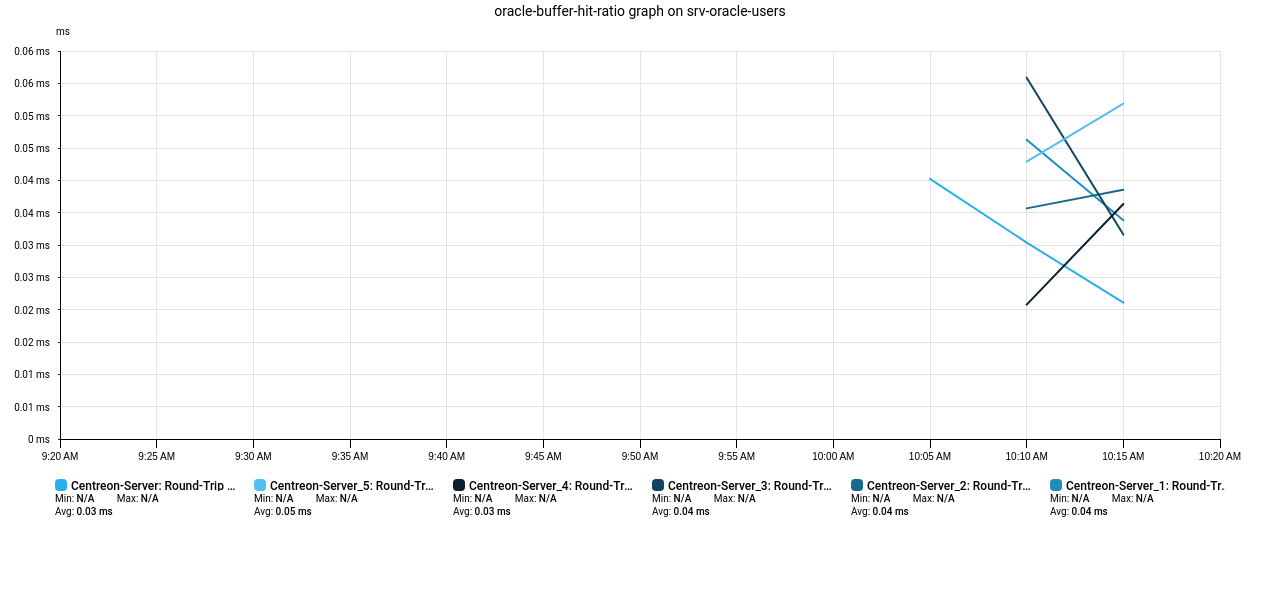 oracle-buffer-hit-ratio graph on srv-oracle-users
ms
0.06 ms
0.06 ms
0.05 ms
0.05 ms
0.04 ms
0.04 ms
0.03 ms
0.03 ms
0.02 ms
0.02 ms
0.01 ms
0.01 ms
0 ms
9:20 AM 9:25 AM 9:30 AM 9:35 AM 9:40 AM 9:45 AM 9:50 AM 9:55 AM 10:00 AM 10:05 AM 10:10 AM 10:15 AM 10:20 AM
Centreon-Server: Round-Trip ... Centreon-Server_5: Round-Tr... Centreon-Server_4: Round-Tr... Centreon-Server_3: Round-Tr... Centreon-Server_2: Round-Tr... Centreon-Server_1: Round-Tr.
Min: N/A Max: N/A Min: N/A Max: N/A Min: N/A Max: N/A Min: N/A Max: N/A Min: N/A Max: N/A Min: N/A Max: N/A
Avg: 0.03 ms Avg: 0.05 ms Avg: 0.03 ms Avg: 0.04 ms Avg: 0.04 ms Avg: 0.04 ms